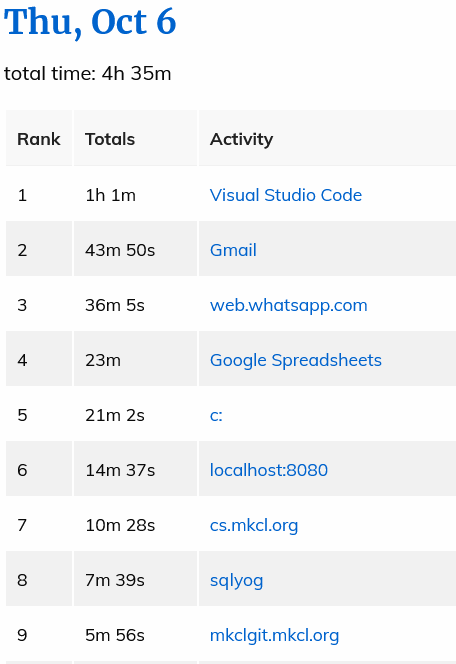 Thu, Oct 6
total time: 4h 35m
Rank Totals Activity
1 1h 1m Visual Studio Code
2 43m 50s Gmail
3 36m 5s web.whatsapp.com
4 23m Google Spreadsheets
5 21m 2s c:
6 14m 37s localhost:8080
7 10m 28s cs.mkcl.org
8 7m 39s sqlyog
9 5m 56s mkclgit.mkcl.org